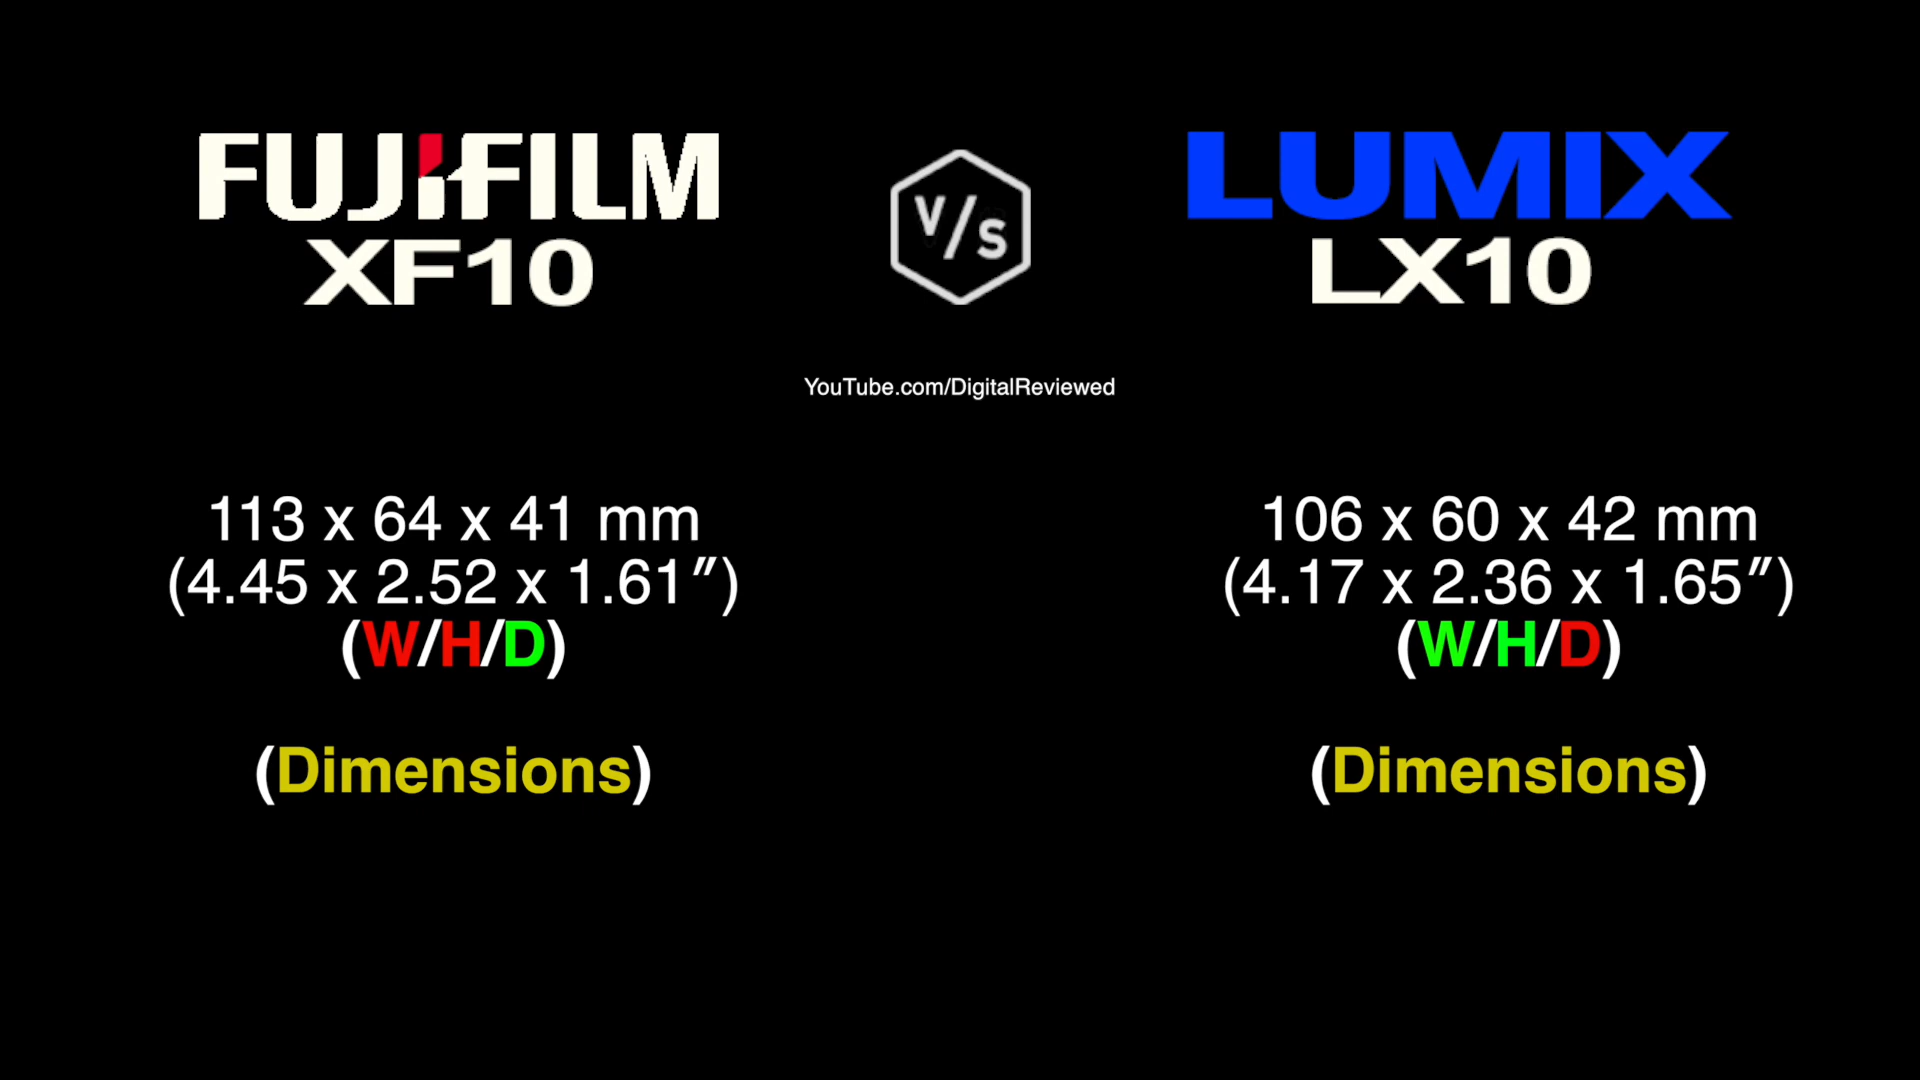 FUJIFILM
XF10
V/S
LUMIX
LX10
YouTube.com/DigitalReviewed
113 x 64 x 41 mm
(4.45 x 2.52 x 1.61″)
(W/H/D)
(Dimensions)
106 x 60 x 42 mm
(4.17 x 2.36 x 1.65″)
(W/H/D)
(Dimensions)